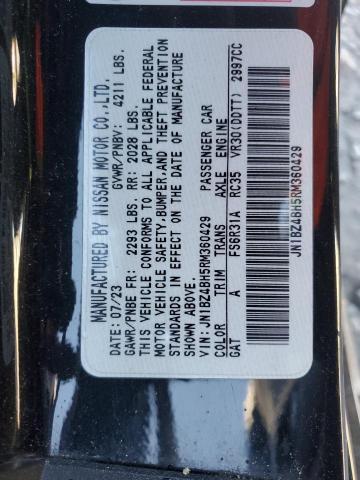 MANUFACTURED BY NISSAN MOTOR CO.,LTD.
DATE: 07/23 GVWR/PNBV: 4211 LBS.
GAWR/PNBE FR: 2293 LBS. RR: 2028 LBS.
THIS VEHICLE CONFORMS TO ALL APPLICABLE FEDERAL
MOTOR VEHICLE SAFETY,BUMPER,AND THEFT PREVENTION
STANDARDS IN EFFECT ON THE DATE OF MANUFACTURE
SHOWN ABOVE.
VIN: JN1BZ4BH5RM360429 PASSENGER CAR
COLOR TRIM TRANS AXLE ENGINE
GAT A FS6R31A RC35 VR30(DDTT) 2997CC
JN1BZ4BH5RM360429